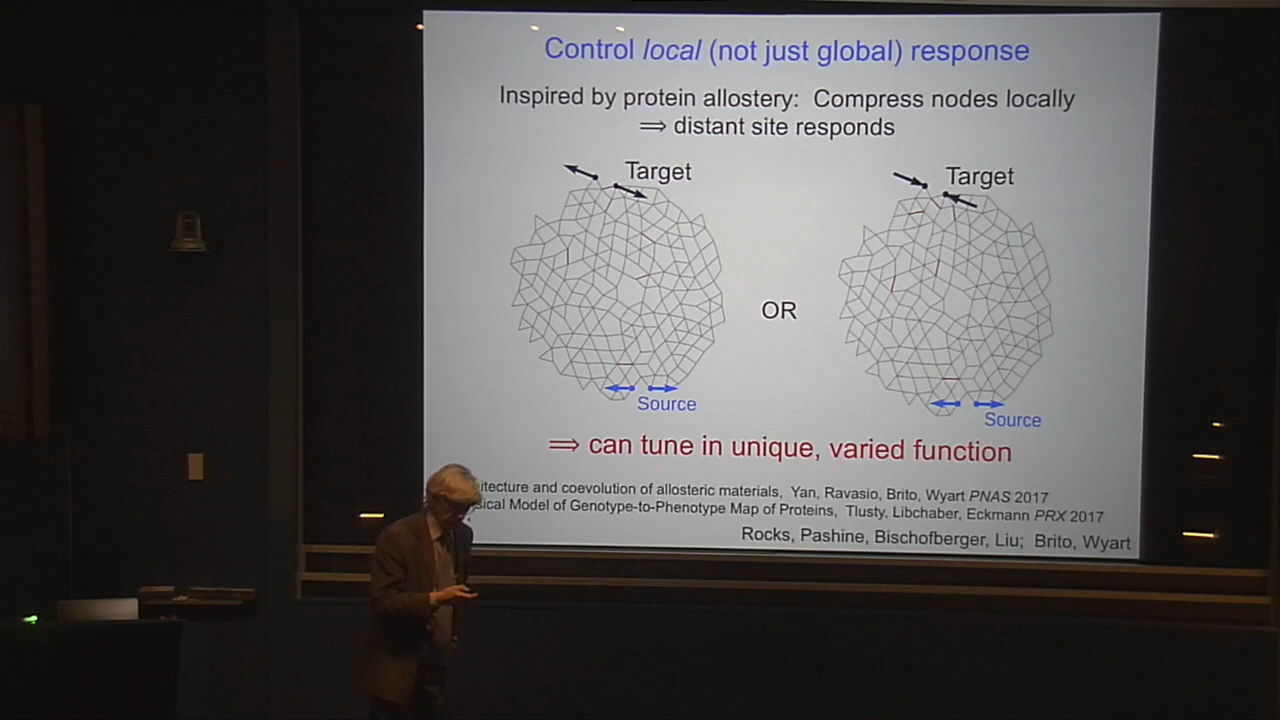 Control local (not just global) response
Inspired by protein allostery: Compress nodes locally
⟹ distant site responds
Target
Target
OR
Source
Source
⟹ can tune in unique, varied function
itecture and coevolution of allosteric materials, Yan, Ravasio, Brito, Wyart PNAS 2017
sical Model of Genotype-to-Phenotype Map of Proteins, Tlusty, Libchaber, Eckmann PRX 2017
Rocks, Pashine, Bischofberger, Liu; Brito, Wyart